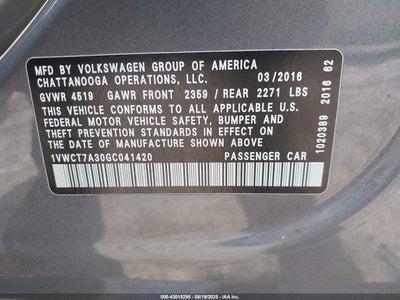 MFD BY VOLKSWAGEN GROUP OF AMERICA
CHATTANOOGA OPERATIONS, LLC. 03/2016
GVWR 4519 GAWR FRONT 2359 / REAR 2271 LBS
THIS VEHICLE CONFORMS TO ALL APPLICABLE U.S.
FEDERAL MOTOR VEHICLE SAFETY, BUMPER AND
THEFT PREVENTION STANDARDS IN EFFECT ON THE
DATE OF MANUFACTURE SHOWN ABOVE
1VWCT7A30GC041420 PASSENGER CAR
1020389 2016 62
000-43015295 - 08/19/2025 - IAA, Inc.